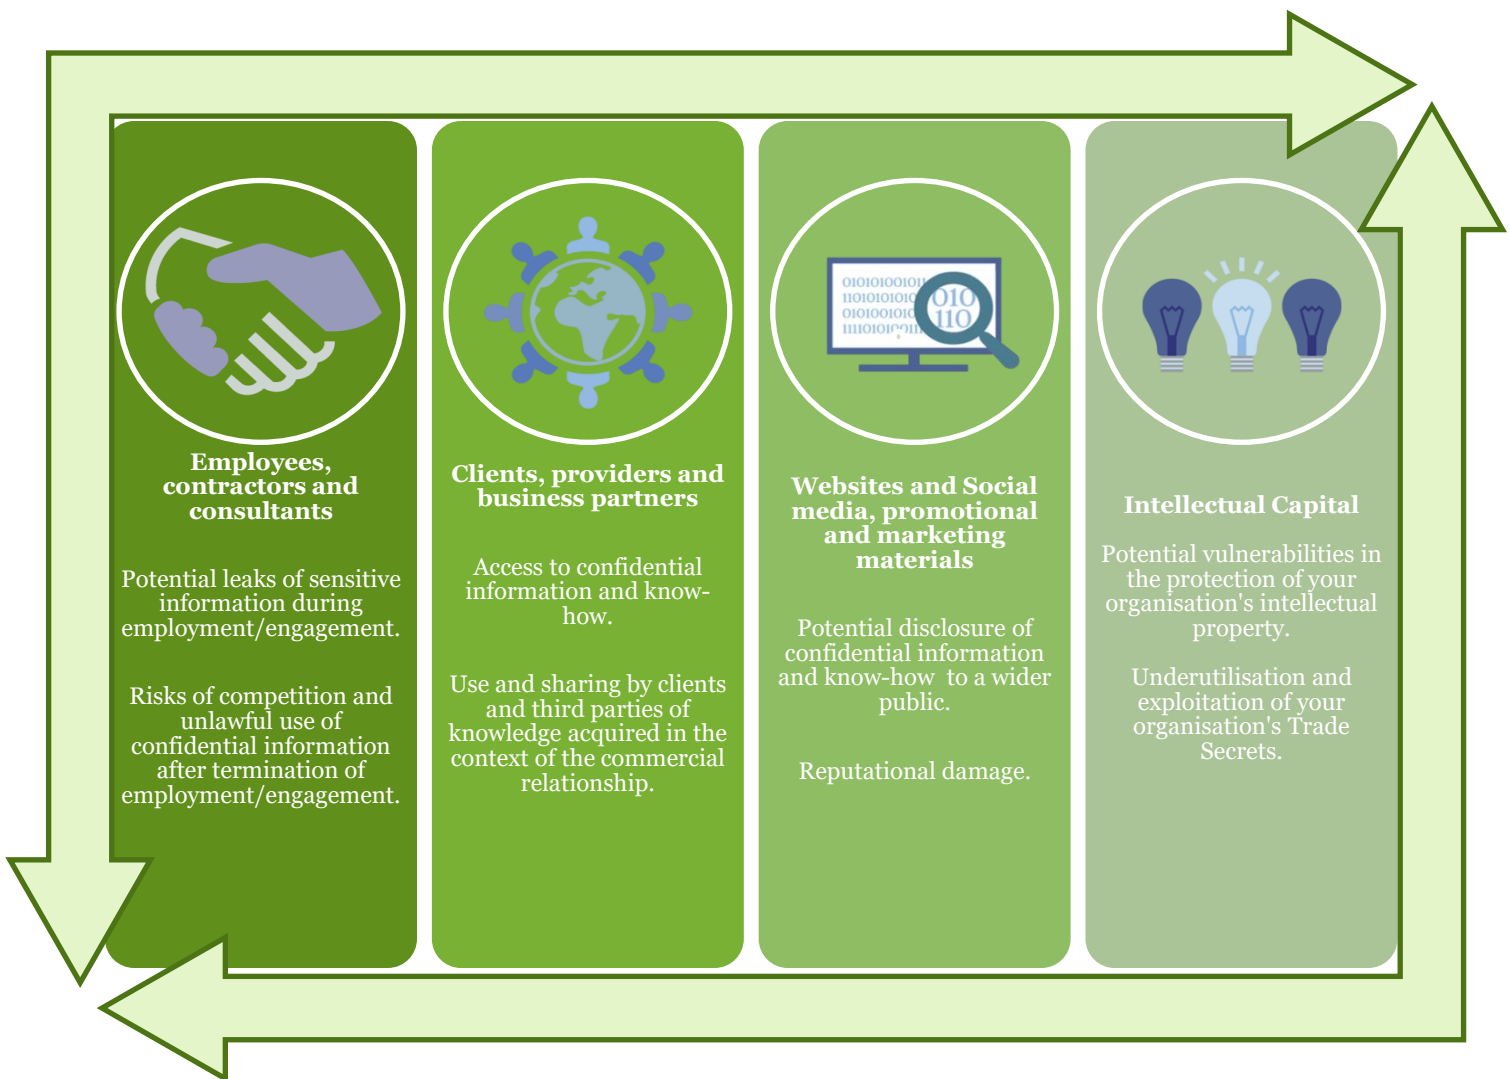 Employees,
contractors and
consultants
Potential leaks of sensitive
information during
employment/engagement.
Risks of competition and
unlawful use of
confidential information
after termination of
employment/engagement.
Clients, providers and
business partners
Access to confidential
information and know-
how.
Use and sharing by clients
and third parties of
knowledge acquired in the
context of the commercial
relationship.
010
110
Websites and Social
media, promotional
and marketing
materials
Potential disclosure of
confidential information
and know-how to a wider
public.
Reputational damage.
Intellectual Capital
Potential vulnerabilities in
the protection of your
organisation's intellectual
property.
Underutilisation and
exploitation of your
organisation's Trade
Secrets.